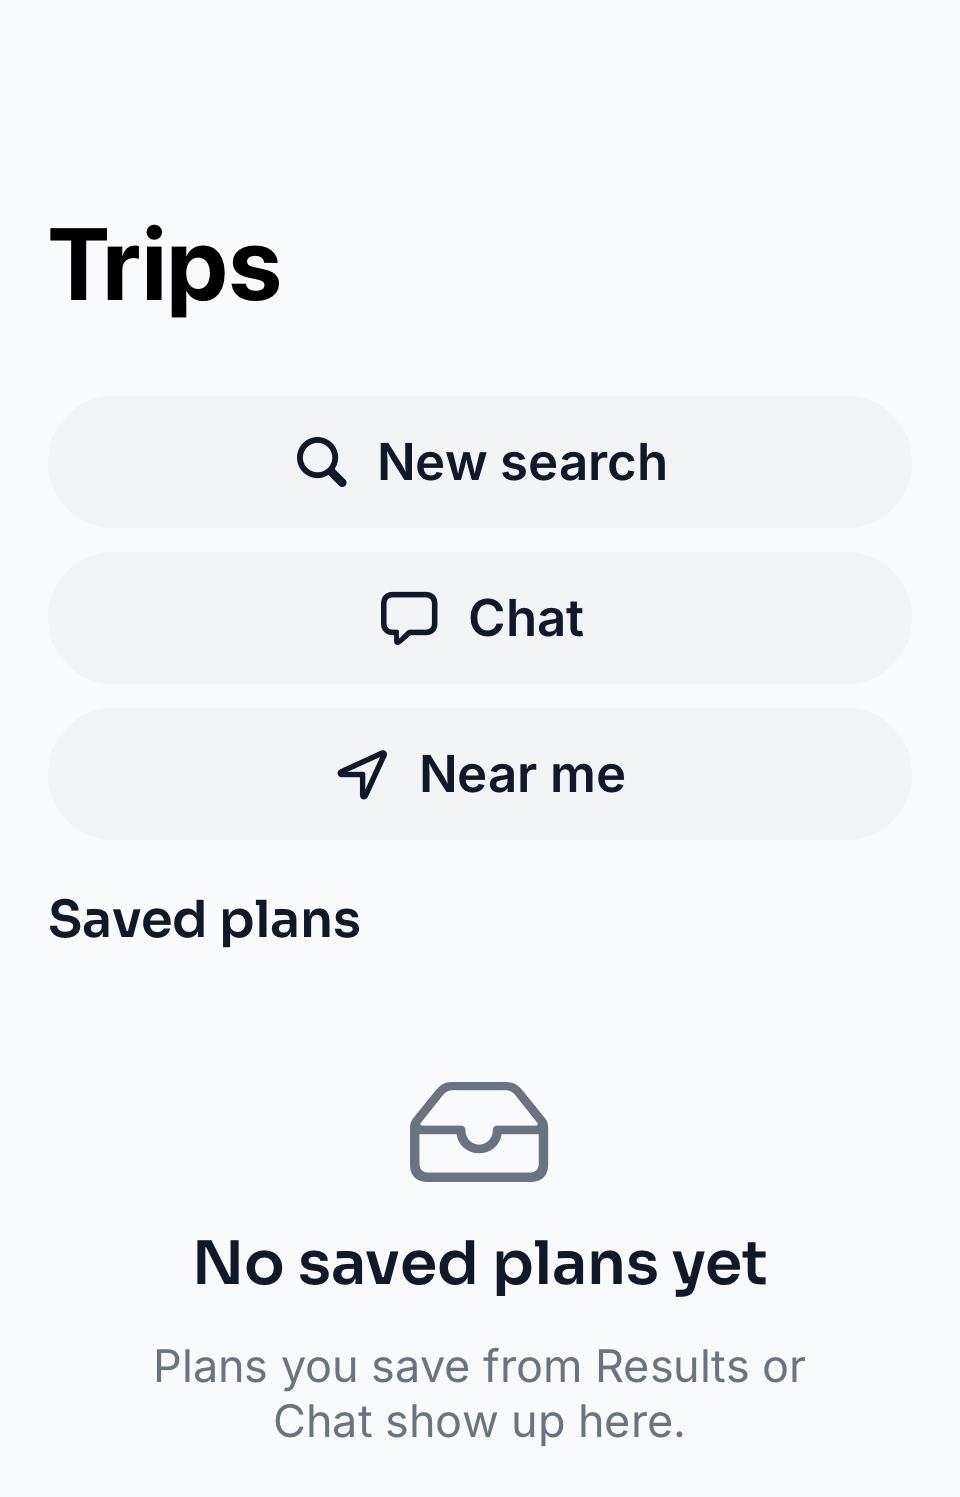 Trips
New search
Chat
Near me
Saved plans
No saved plans yet
Plans you save from Results or
Chat show up here.